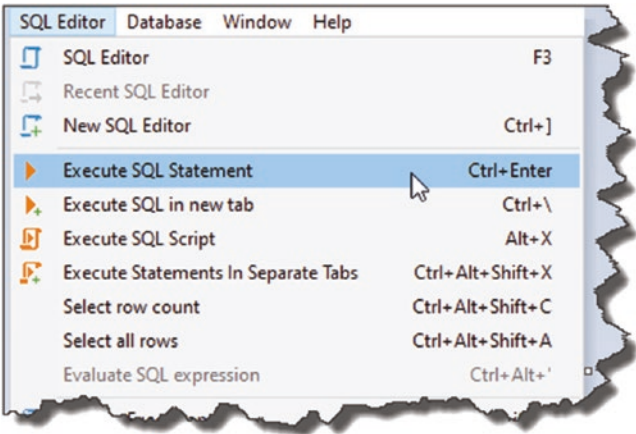 SQL Editor Database Window Help
SQL Editor F3
Recent SQL Editor
New SQL Editor Ctrl+]
Execute SQL Statement Ctrl+Enter
Execute SQL in new tab Ctrl+\
Execute SQL Script Alt+X
Execute Statements In Separate Tabs Ctrl+Alt+Shift+X
Select row count Ctrl+Alt+Shift+C
Select all rows Ctrl+Alt+Shift+A
Evaluate SQL expression Ctrl+Alt+'